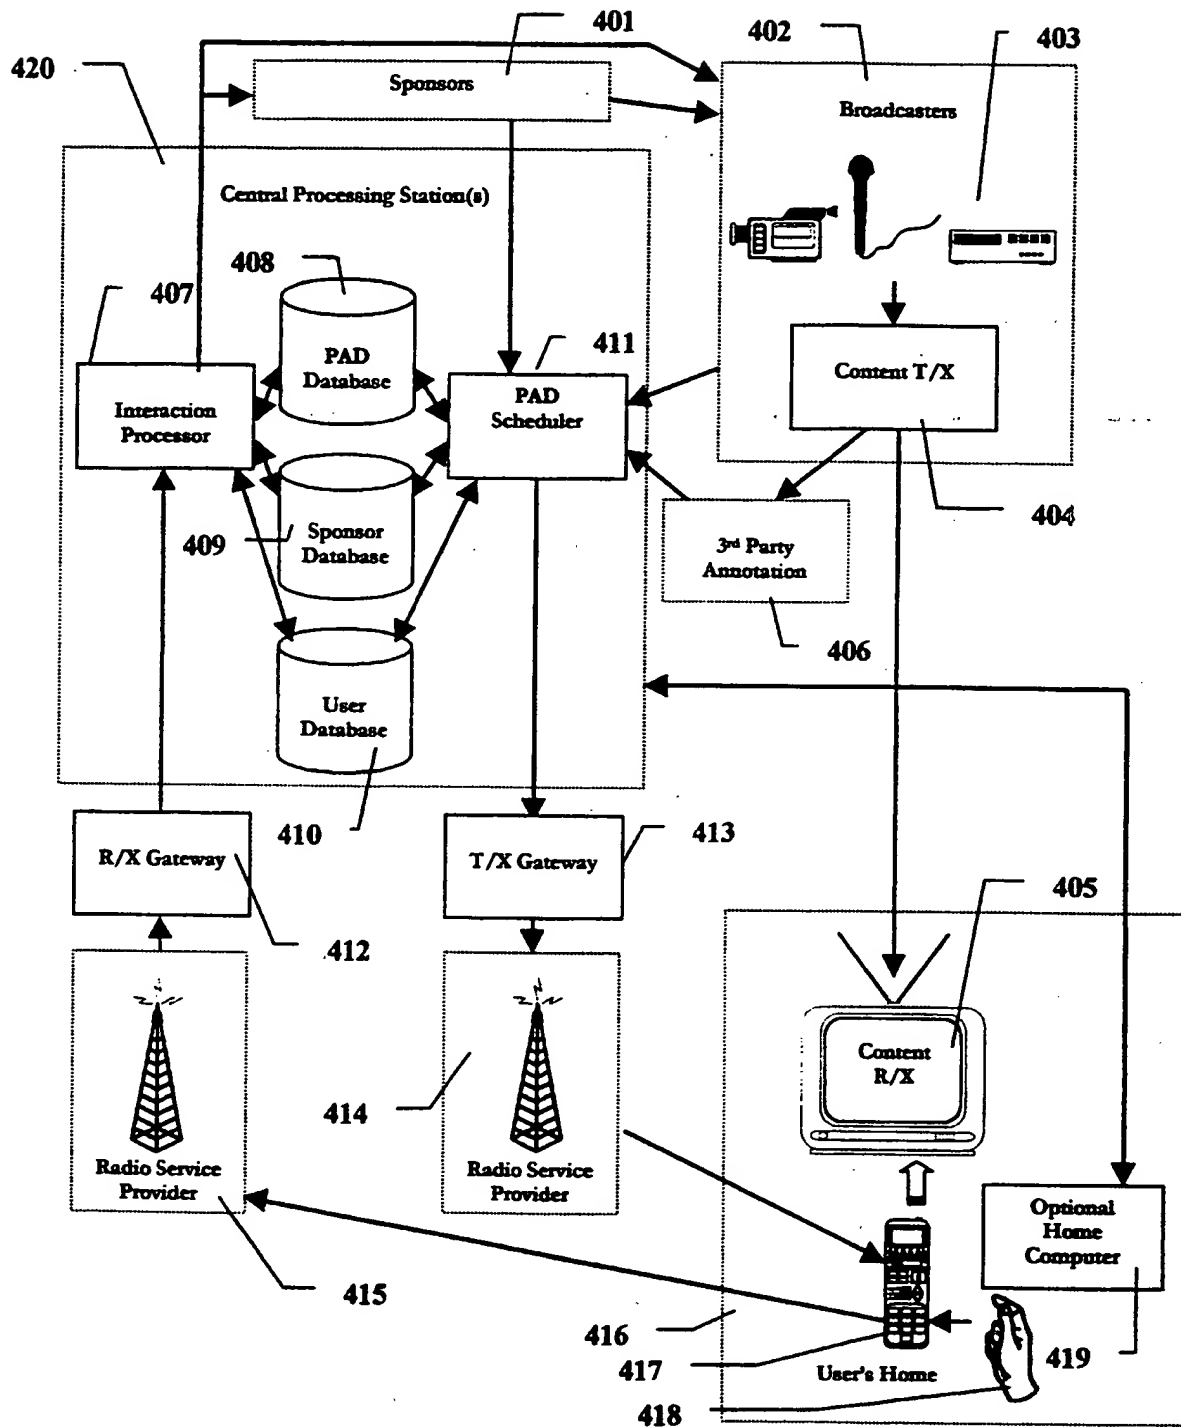 401
402
403
420
Sponsors
Broadcasters
Central Processing Station(s)
408
407
411
PAD
Database
PAD
Scheduler
Content T/X
Interaction
Processor
409
Sponsor
Database
404
3rd Party
Annotation
406
User
Database
410
413
R/X Gateway
T/X Gateway
405
412
Content
R/X
414
Radio Service
Provider
Radio Service
Provider
Optional
Home
Computer
415
416
417
User's Home
419
418